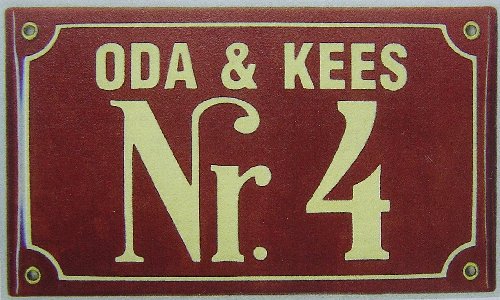 ODA & KEES
Nr. 4